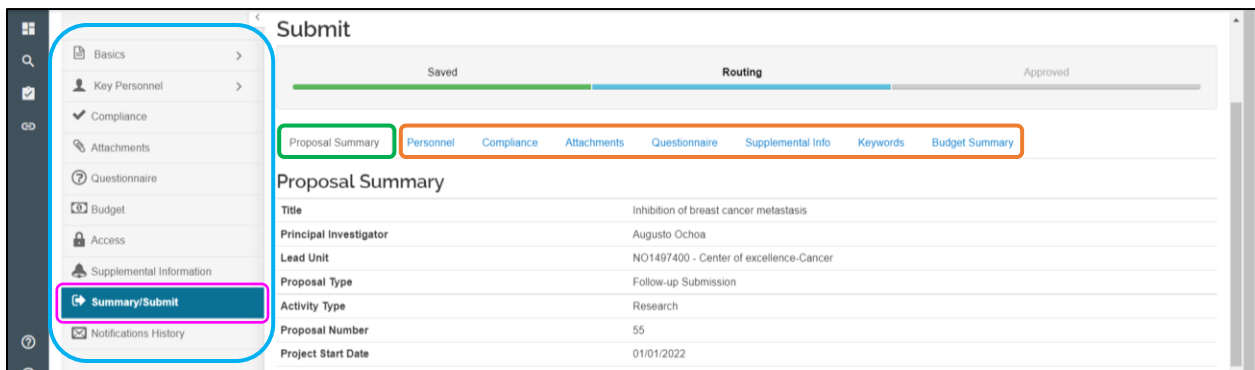 Basics
Key Personnel
Compliance
Attachments
Questionnaire
Budget
Access
Supplemental Information
Summary/Submit
Notifications History
Submit
Saved Routing Approved
Proposal Summary Personnel Compliance Attachments Questionnaire Supplemental Info Keywords Budget Summary
Proposal Summary
Title Inhibition of breast cancer metastasis
Principal Investigator Augusto Ochoa
Lead Unit NO1497400 - Center of excellence-Cancer
Proposal Type Follow-up Submission
Activity Type Research
Proposal Number 55
Project Start Date 01/01/2022